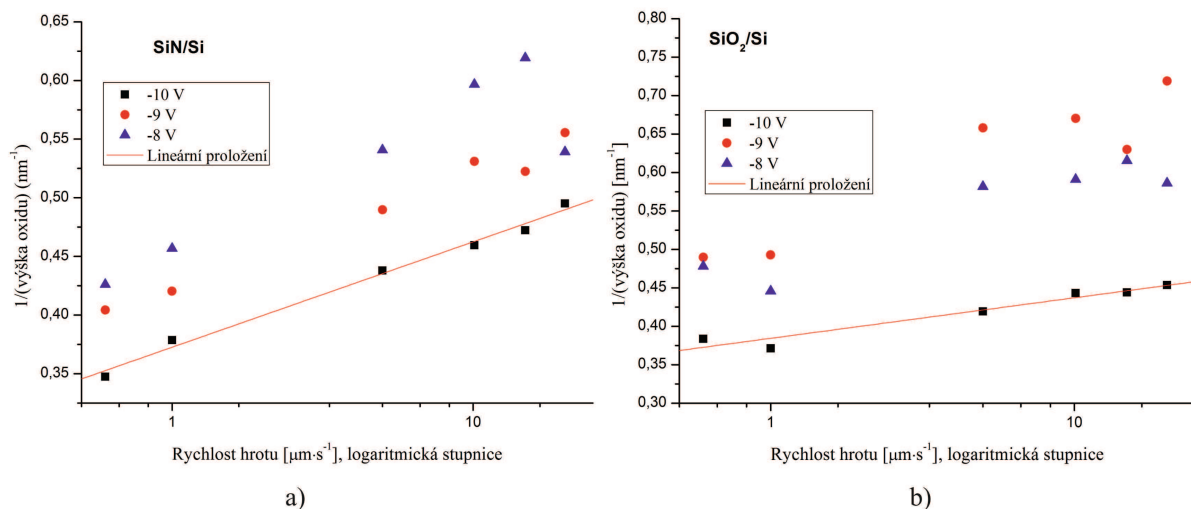 SiN/Si
-10 V
-9 V
-8 V
Lineární proložení
1/(výška oxidu) (nm⁻¹)
0,65
0,60
0,55
0,50
0,45
0,40
0,35
1
10
Rychlost hrotu [μm·s⁻¹], logaritmická stupnice
a)
SiO₂/Si
-10 V
-9 V
-8 V
Lineární proložení
1/(výška oxidu) [nm⁻¹]
0,80
0,75
0,70
0,65
0,60
0,55
0,50
0,45
0,40
0,35
0,30
1
10
Rychlost hrotu [μm·s⁻¹], logaritmická stupnice
b)